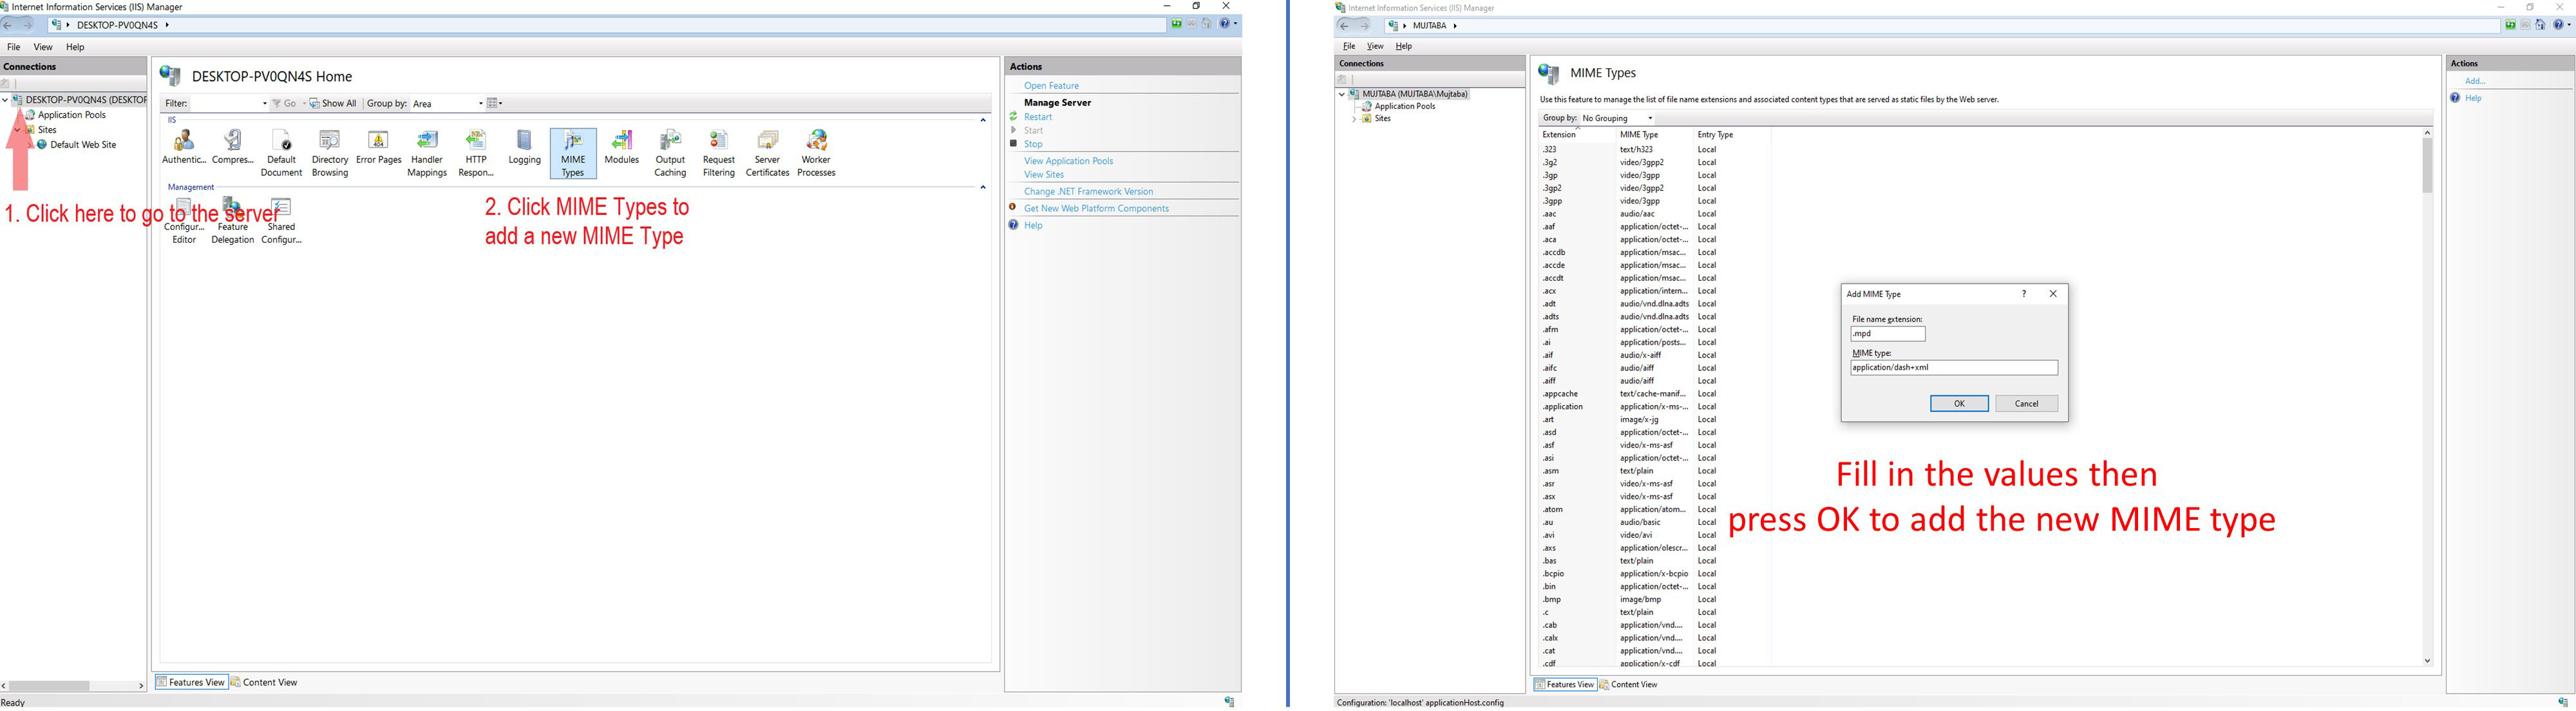 Internet Information Services (IIS) Manager
DESKTOP-PV0QN4S
File View Help
Connections
DESKTOP-PV0QN4S (DESKTOP
Application Pools
Sites
Default Web Site
1. Click here to go to the server
DESKTOP-PV0QN4S Home
Filter: Go Show All Group by: Area
IIS
Authentic...
Compres...
Default Document
Directory Browsing
Error Pages
Handler Mappings
HTTP Respon...
Logging
MIME Types
Modules
Output Caching
Request Filtering
Server Certificates
Worker Processes
Management
Configur... Editor
Feature Delegation
Shared Configur...
2. Click MIME Types to
add a new MIME Type
Features View Content View
Ready
Actions
Open Feature
Manage Server
Restart
Start
Stop
View Application Pools
View Sites
Change .NET Framework Version
Get New Web Platform Components
Help
Internet Information Services (IIS) Manager
MUJTABA
File View Help
Connections
MUJTABA (MUJTABA\Mujtaba)
Application Pools
Sites
MIME Types
Use this feature to manage the list of file name extensions and associated content types that are served as static files by the Web server.
Group by: No Grouping
Extension MIME Type Entry Type
.323 text/h323 Local
.3g2 video/3gpp2 Local
.3gp video/3gpp Local
.3gp2 video/3gpp2 Local
.3gpp video/3gpp Local
.aac audio/aac Local
.aaf application/octet-... Local
.aca application/octet-... Local
.accdb application/msac... Local
.accde application/msac... Local
.accdt application/msac... Local
.acx application/intern... Local
.adt audio/vnd.dlna.adts Local
.adts audio/vnd.dlna.adts Local
.afm application/octet-... Local
.ai application/posts... Local
.aif audio/x-aiff Local
.aifc audio/aiff Local
.aiff audio/aiff Local
.appcache text/cache-manif... Local
.application application/x-ms-... Local
.art image/x-jg Local
.asd application/octet-... Local
.asf video/x-ms-asf Local
.asi application/octet-... Local
.asm text/plain Local
.asr video/x-ms-asf Local
.asx video/x-ms-asf Local
.atom application/atom... Local
.au audio/basic Local
.avi video/avi Local
.axs application/olescr... Local
.bas text/plain Local
.bcpio application/x-bcpio Local
.bin application/octet-... Local
.bmp image/bmp Local
.c text/plain Local
.cab application/vnd.... Local
.calx application/vnd.... Local
.cat application/vnd.... Local
.cdf application/x-cdf Local
Add MIME Type ?
File name extension:
.mpd
MIME type:
application/dash+xml
OK Cancel
Fill in the values then
press OK to add the new MIME type
Features View Content View
Configuration: 'localhost' applicationHost.config
Actions
Add...
Help